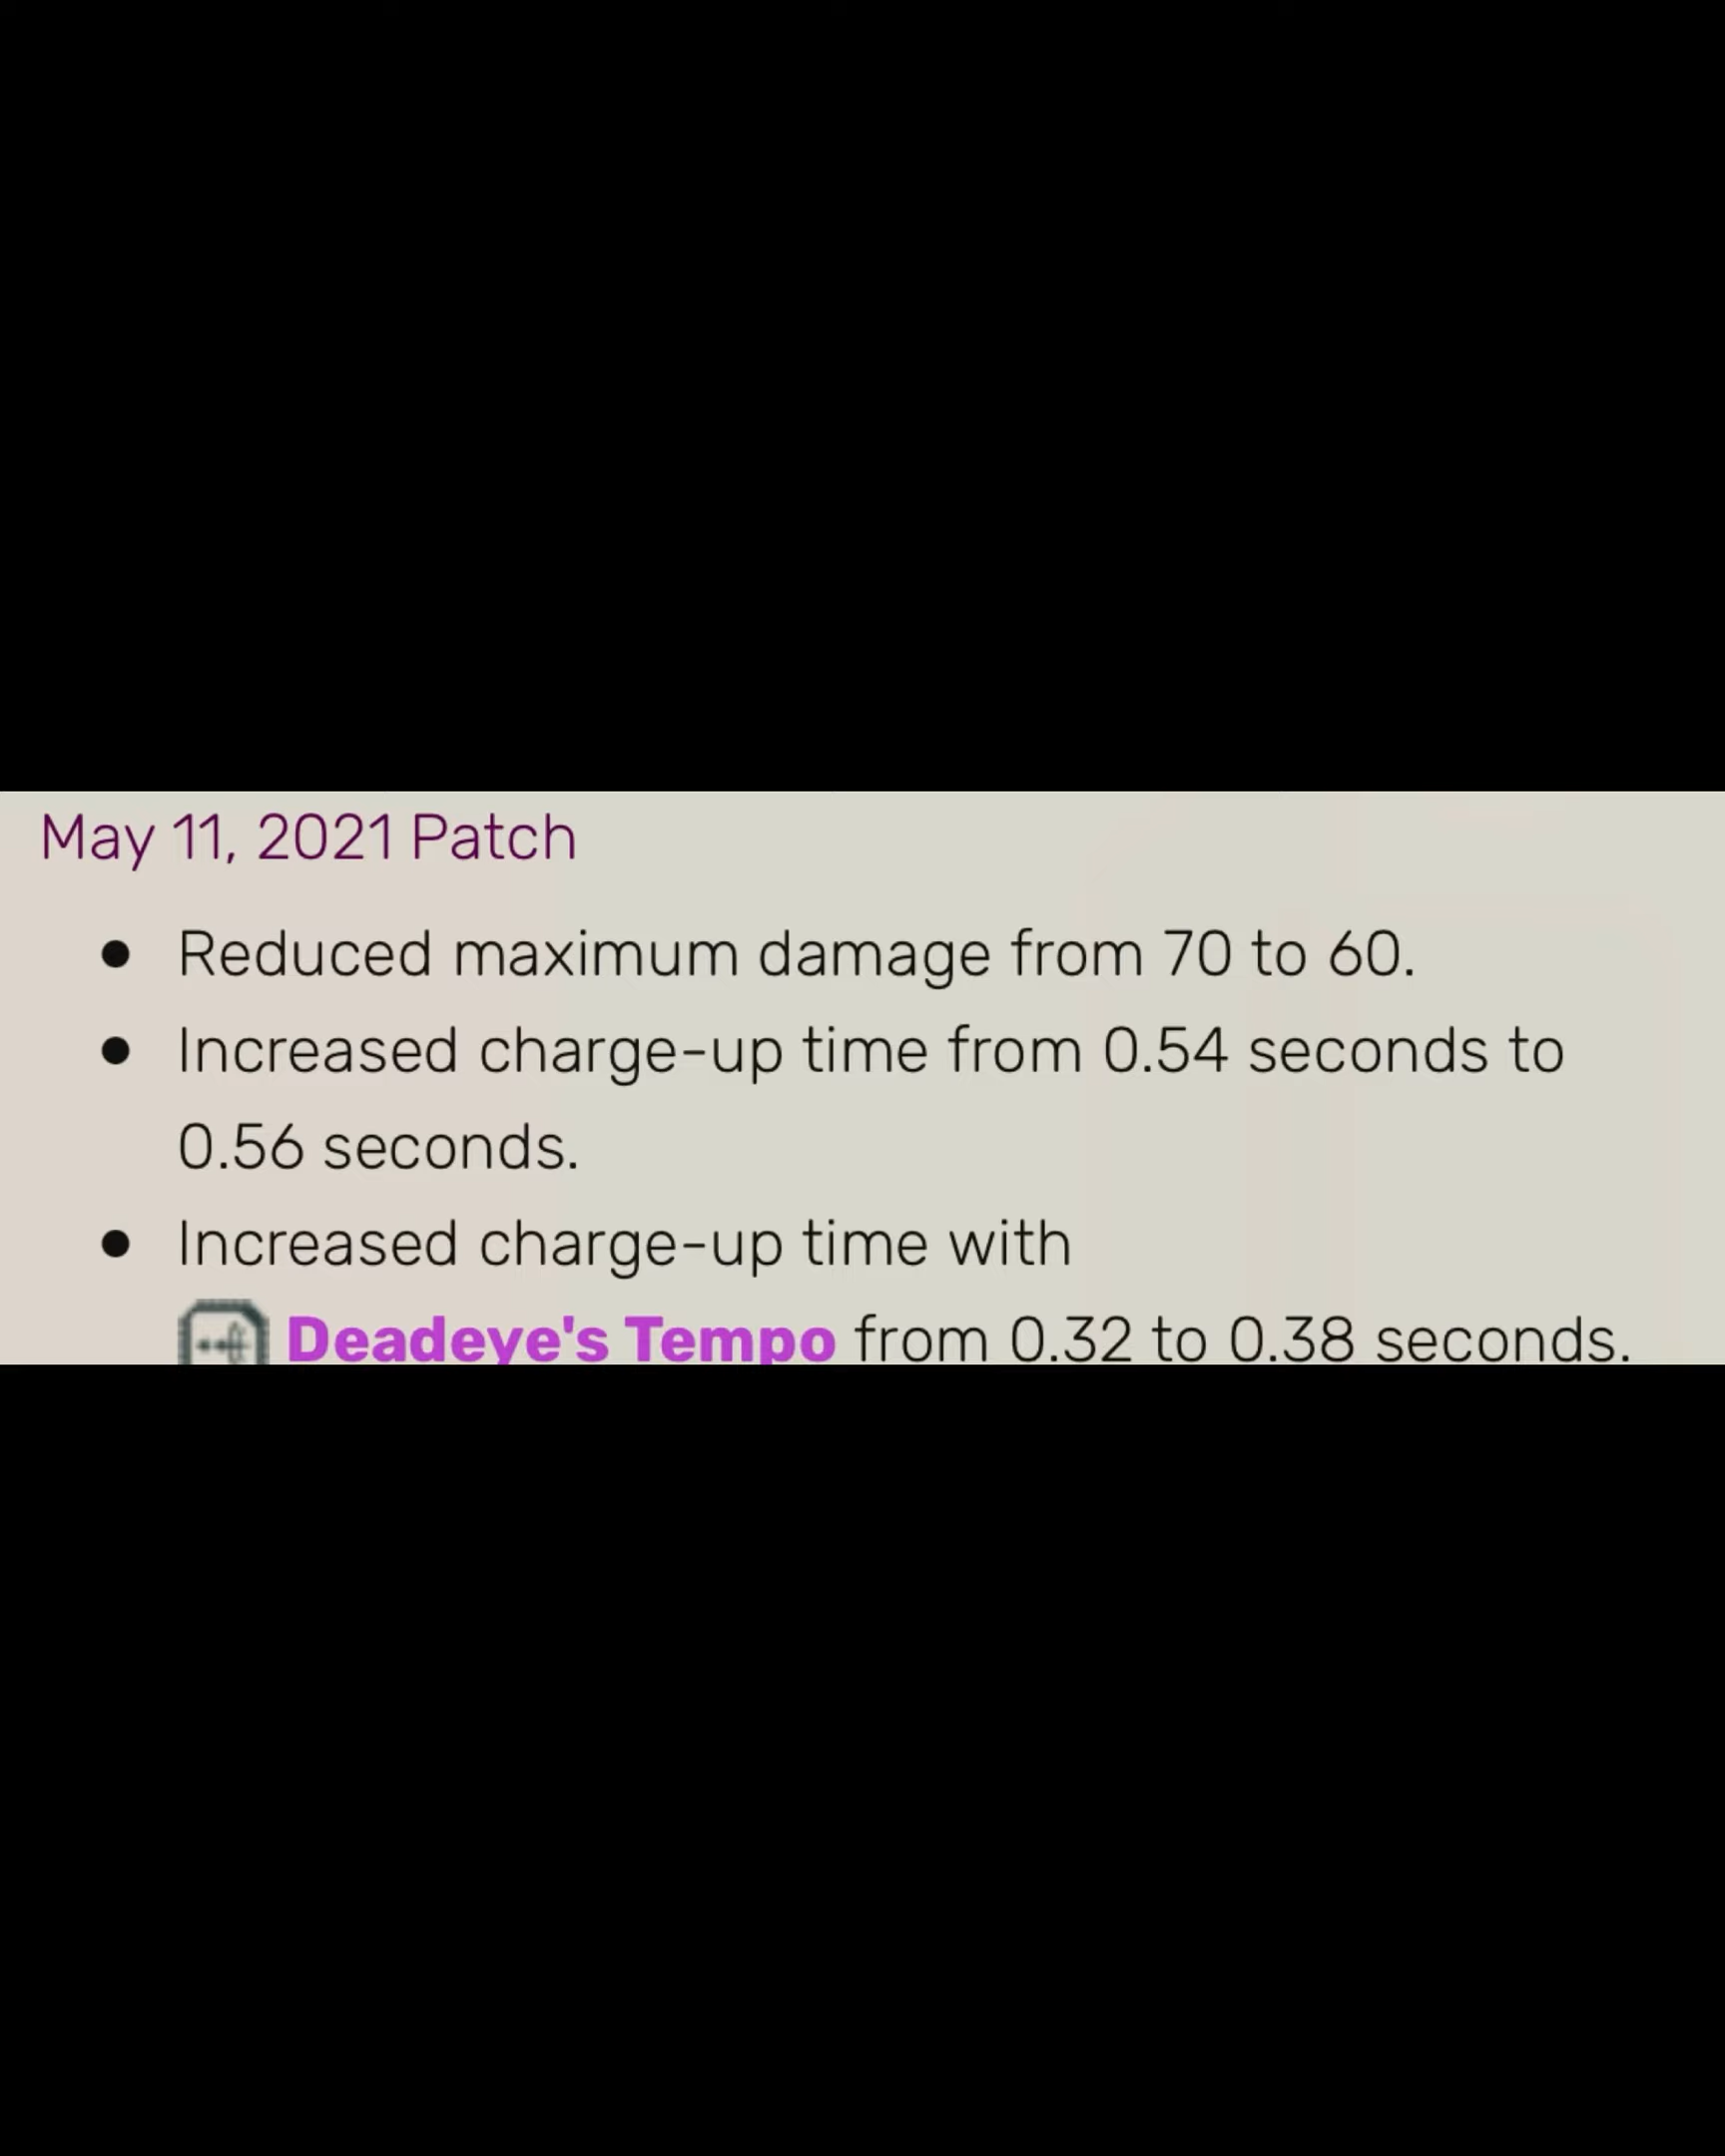 May 11, 2021 Patch
Reduced maximum damage from 70 to 60.
Increased charge-up time from 0.54 seconds to
0.56 seconds.
Increased charge-up time with
Deadeye's Tempo from 0.32 to 0.38 seconds.